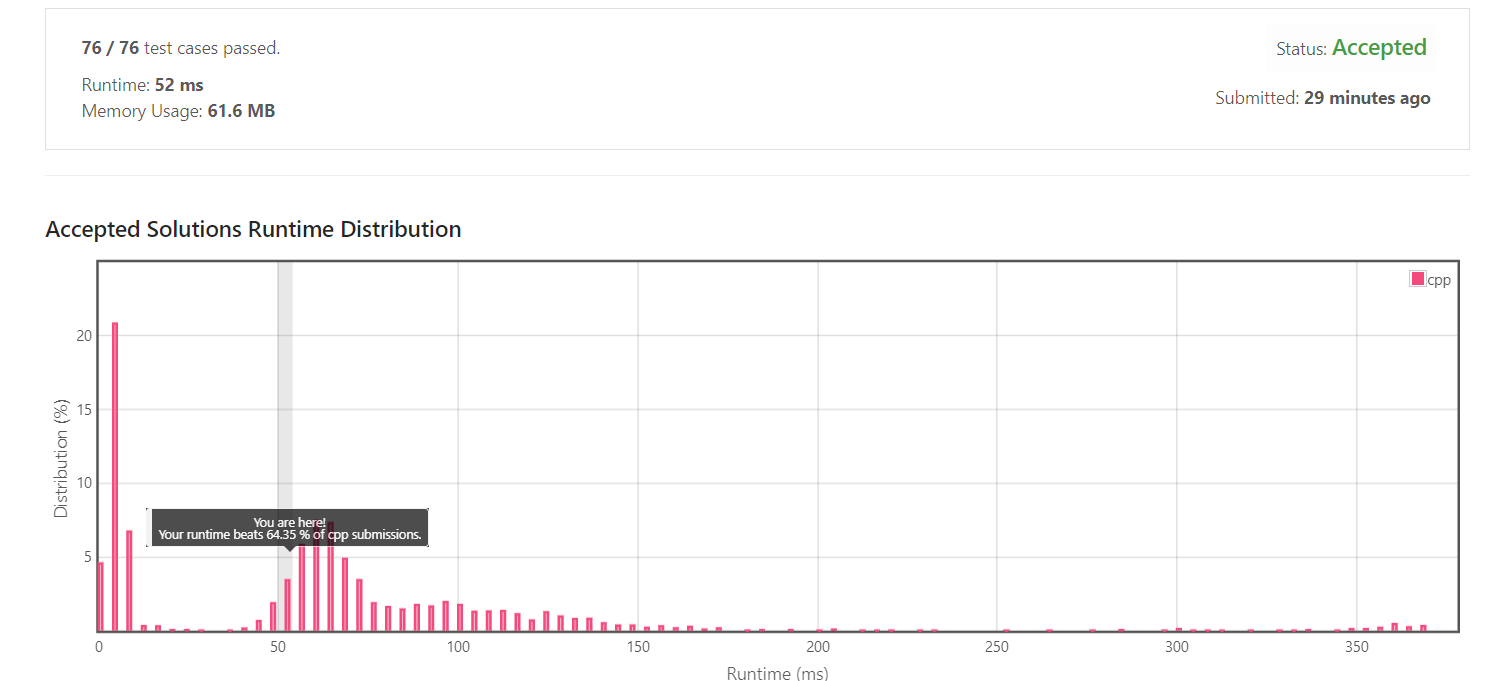 76 / 76 test cases passed.
Status: Accepted
Runtime: 52 ms
Submitted: 29 minutes ago
Memory Usage: 61.6 MB
Accepted Solutions Runtime Distribution
cpp
20
15
10
5
Distribution (%)
You are here!
Your runtime beats 64.35 % of cpp submissions.
0 50 100 150 200 250 300 350
Runtime (ms)